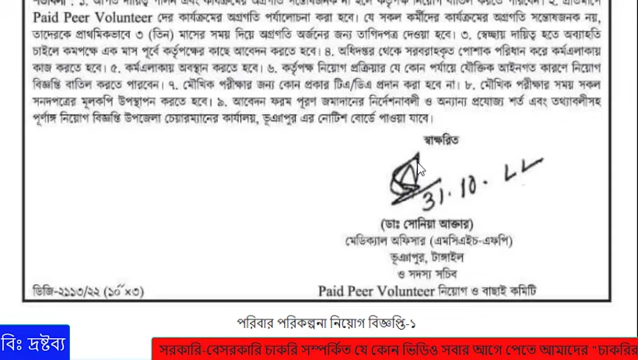 Paid Peer Volunteer দের কার্যক্রমের অগ্রগতি পর্যালোচনা করা হবে। যে সকল কর্মীদের কার্যক্রমের অগ্রগতি সন্তোষজনক নয়,
তাদেরকে প্রাথমিকভাবে ৩ (তিন) মাসের সময় দিয়ে অগ্রগতি অর্জনের জন্য তাগিদপত্র দেওয়া হবে। ৩. স্বেচ্ছায় দায়িত্ব হতে অব্যাহতি
চাইলে কমপক্ষে এক মাস পূর্বে কর্তৃপক্ষের কাছে আবেদন করতে হবে। ৪. অধিদপ্তর থেকে সরবরাহকৃত পোশাক পরিধান করে কর্মএলাকায়
কাজ করতে হবে। ৫. কর্মএলাকায় অবস্থান করতে হবে। ৬. কর্তৃপক্ষ নিয়োগ প্রক্রিয়ার যে কোন পর্যায়ে যৌক্তিক আইনগত কারণে নিয়োগ
বিজ্ঞপ্তি বাতিল করতে পারবেন। ৭. মৌখিক পরীক্ষার জন্য কোন প্রকার টিএ/ডিএ প্রদান করা হবে না। ৮. মৌখিক পরীক্ষার সময় সকল
সনদপত্রের মূলকপি উপস্থাপন করতে হবে। ৯. আবেদন ফরম পূরণ জমাদানের নির্দেশনাবলী ও অন্যান্য প্রযোজ্য শর্ত এবং তথ্যাবলীসহ
পূর্ণাঙ্গ নিয়োগ বিজ্ঞপ্তি উপজেলা চেয়ারম্যানের কার্যালয়, ভূঞাপুর এর নোটিশ বোর্ডে পাওয়া যাবে।
স্বাক্ষরিত
31.10.22
(ডাঃ সোনিয়া আক্তার)
মেডিক্যাল অফিসার (এমসিএইচ-এফপি)
ভূঞাপুর, টাঙ্গাইল
ও সদস্য সচিব
ডিজি-২১১৩/২২ (১০˝×৩) Paid Peer Volunteer নিয়োগ ও বাছাই কমিটি
পরিবার পরিকল্পনা নিয়োগ বিজ্ঞপ্তি-১
বিঃ দ্রষ্টব্য
সরকারি-বেসরকারী চাকরি সম্পর্কিত যে কোন ভিডিও সবার আগে পেতে আমাদের "চাকরির